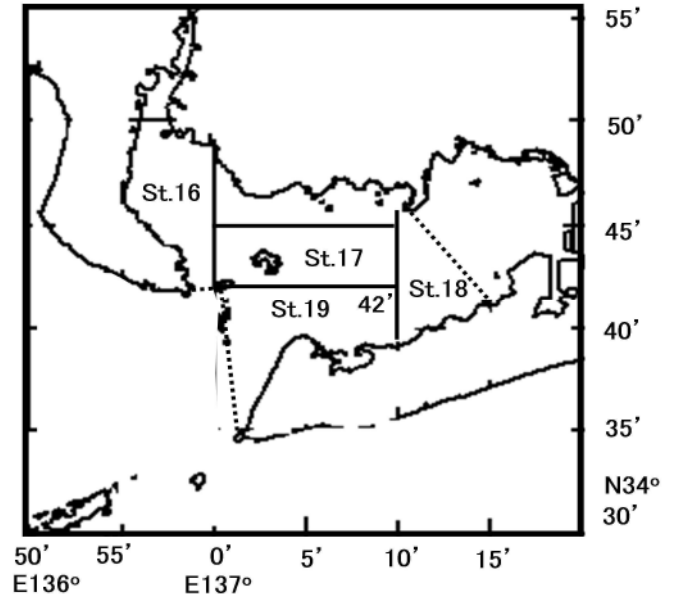 55’
50’
St.16
45’
St.17
St.18
St.19
42’
40’
35’
N34°
30’
50’
55’
0’
5’
10’
15’
E136°
E137°